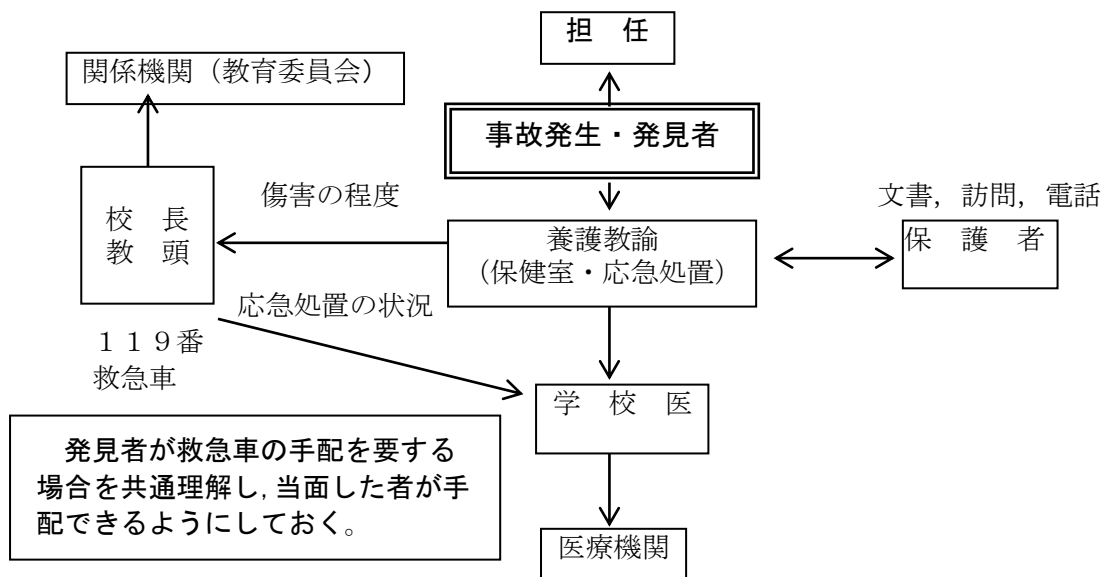 担　任
関係機関（教育委員会）
事故発生・発見者
傷害の程度
文書，訪問，電話
校　長
教　頭
養護教諭
（保健室・応急処置）
保　護　者
応急処置の状況
１１９番
救急車
学　校　医
　発見者が救急車の手配を要する
場合を共通理解し，当面した者が手
配できるようにしておく。
医療機関